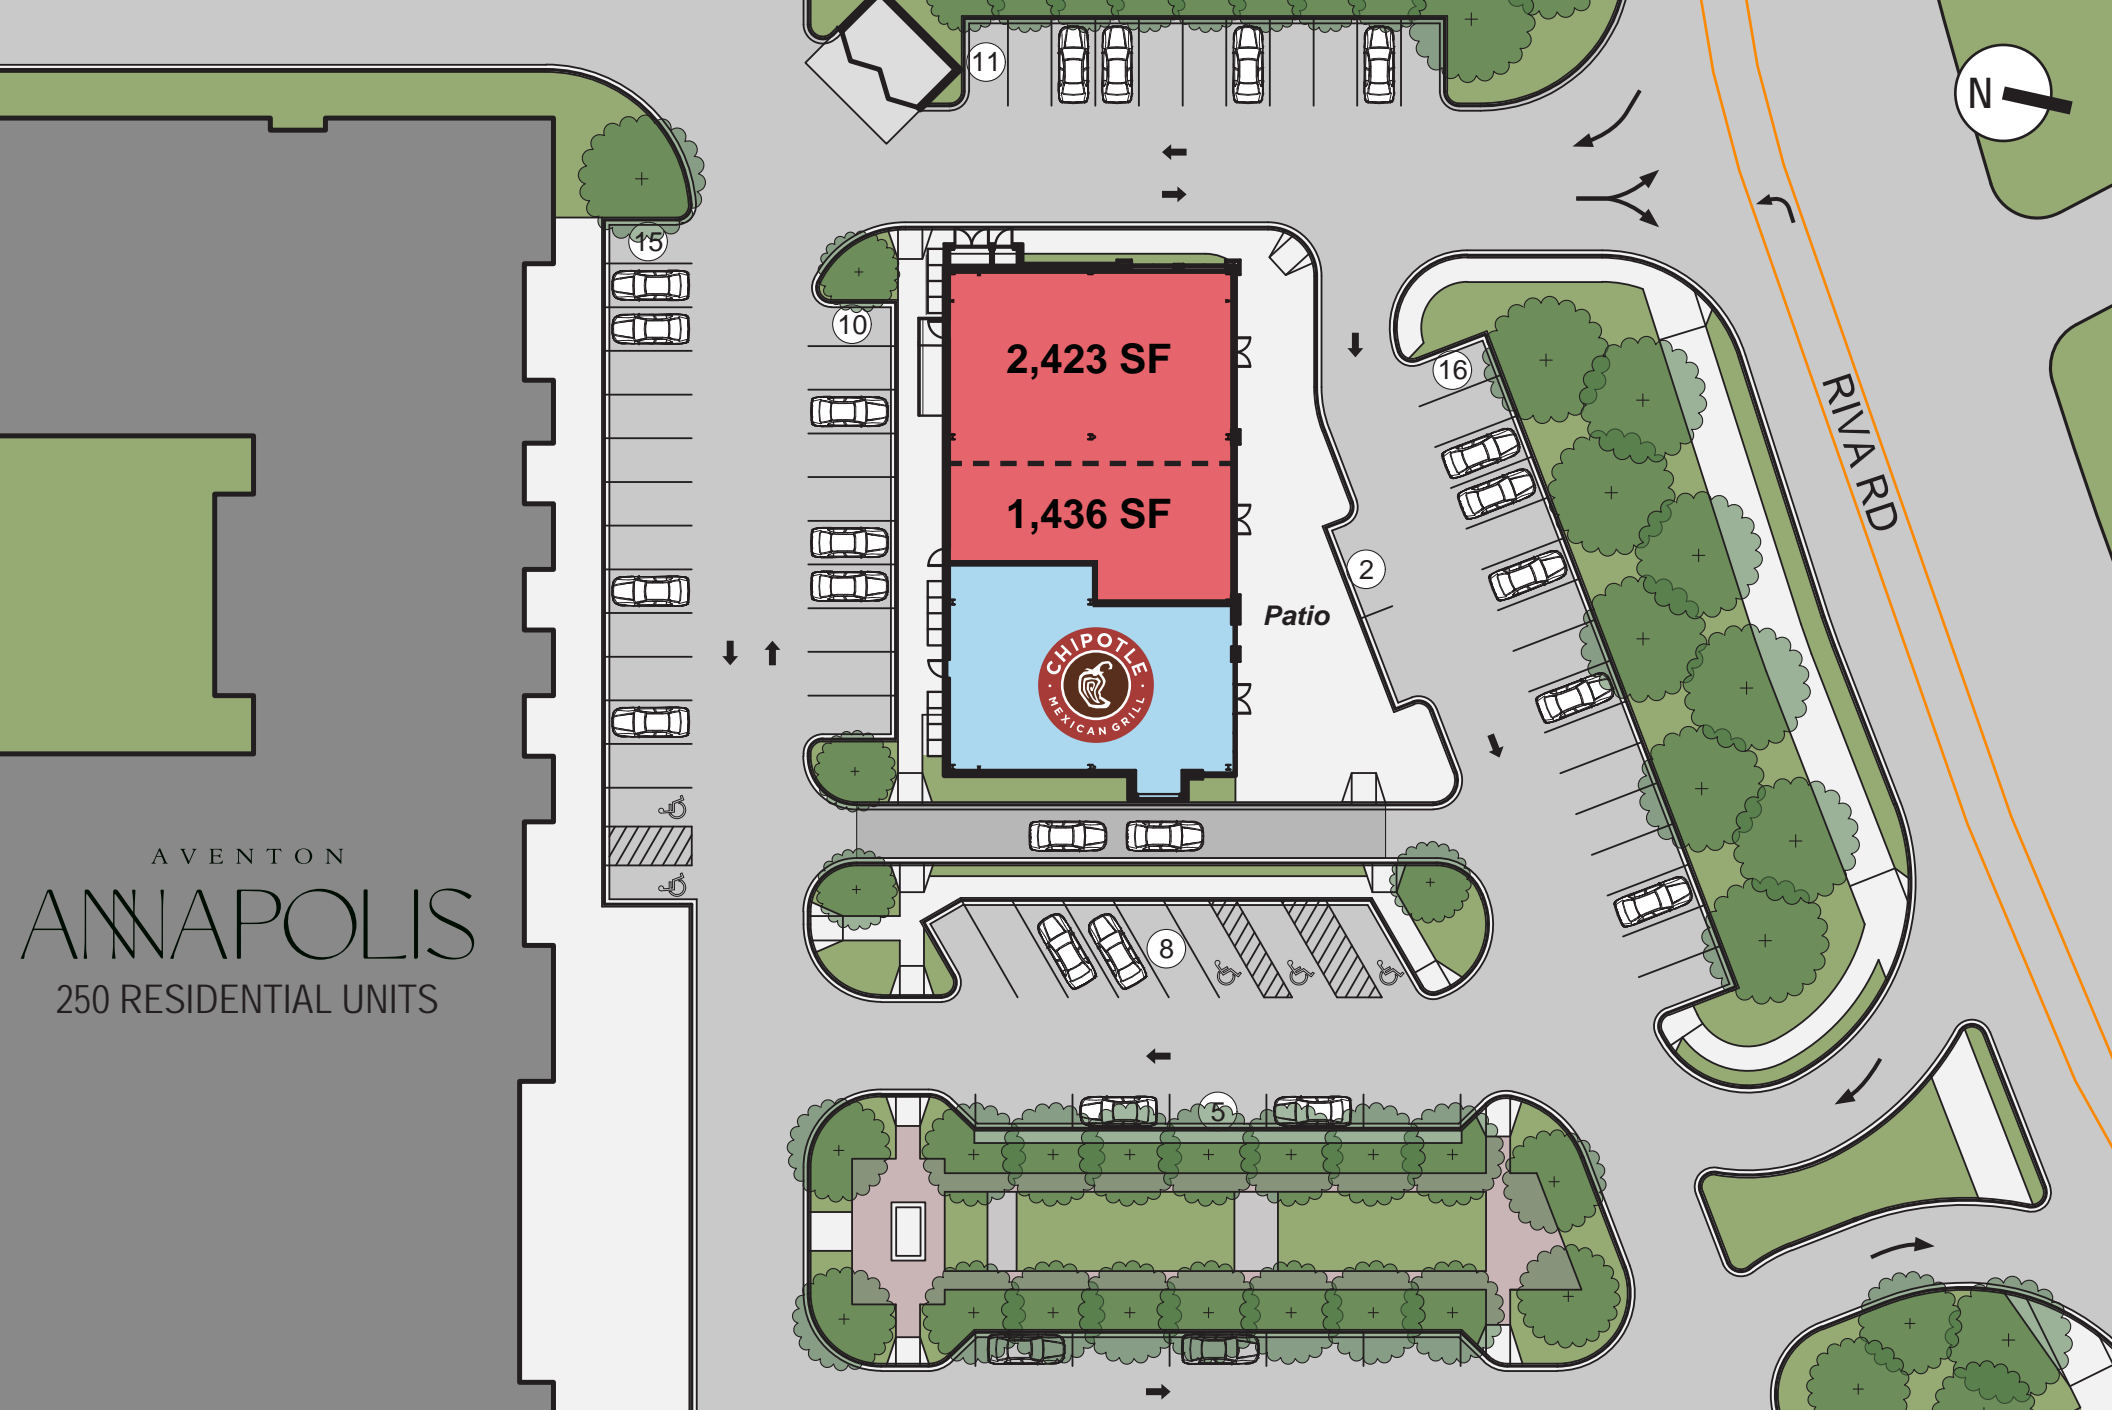 11
N
15
10
2,423 SF
16
RIVA RD
1,436 SF
2
Patio
CHIPOTLE
MEXICAN GRILL
AVENTON
ANNAPOLIS
250 RESIDENTIAL UNITS
8
5